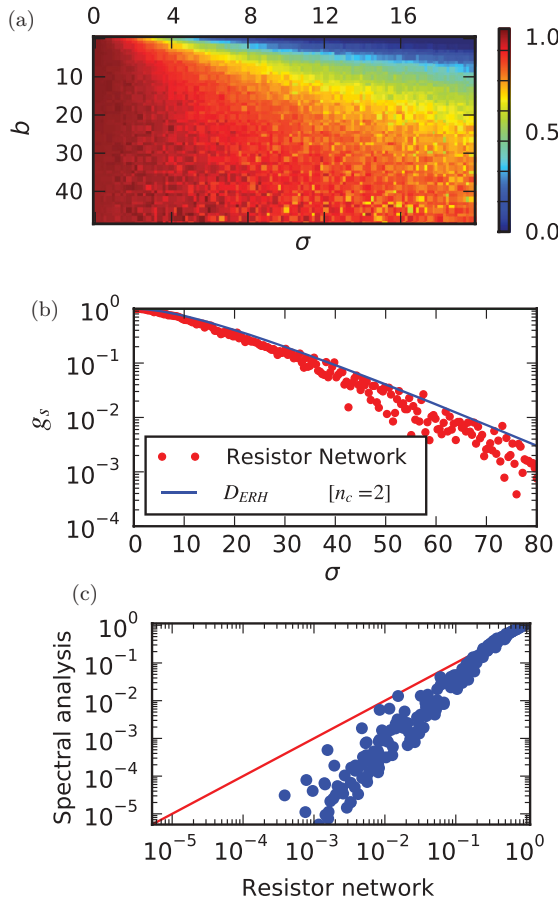 (a)
0 4 8 12 16
10
20
30
40
b
σ
1.0
0.5
0.0
(b)
10^0
10^-1
10^-2
10^-3
10^-4
g_s
Resistor Network
D_ERH [n_c=2]
0 10 20 30 40 50 60 70 80
σ
(c)
10^0
10^-1
10^-2
10^-3
10^-4
10^-5
Spectral analysis
10^-5 10^-4 10^-3 10^-2 10^-1 10^0
Resistor network